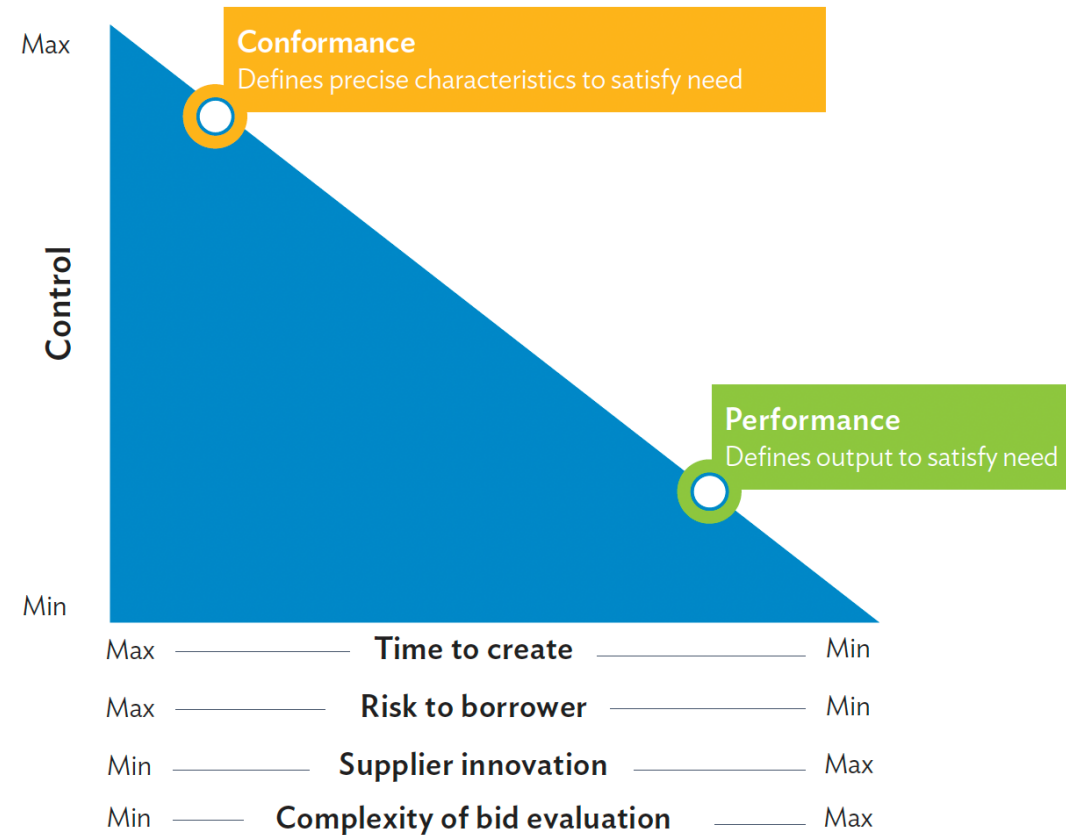 Max
Conformance
Defines precise characteristics to satisfy need
Control
Performance
Defines output to satisfy need
Min
Max Time to create Min
Max Risk to borrower Min
Min Supplier innovation Max
Min Complexity of bid evaluation Max